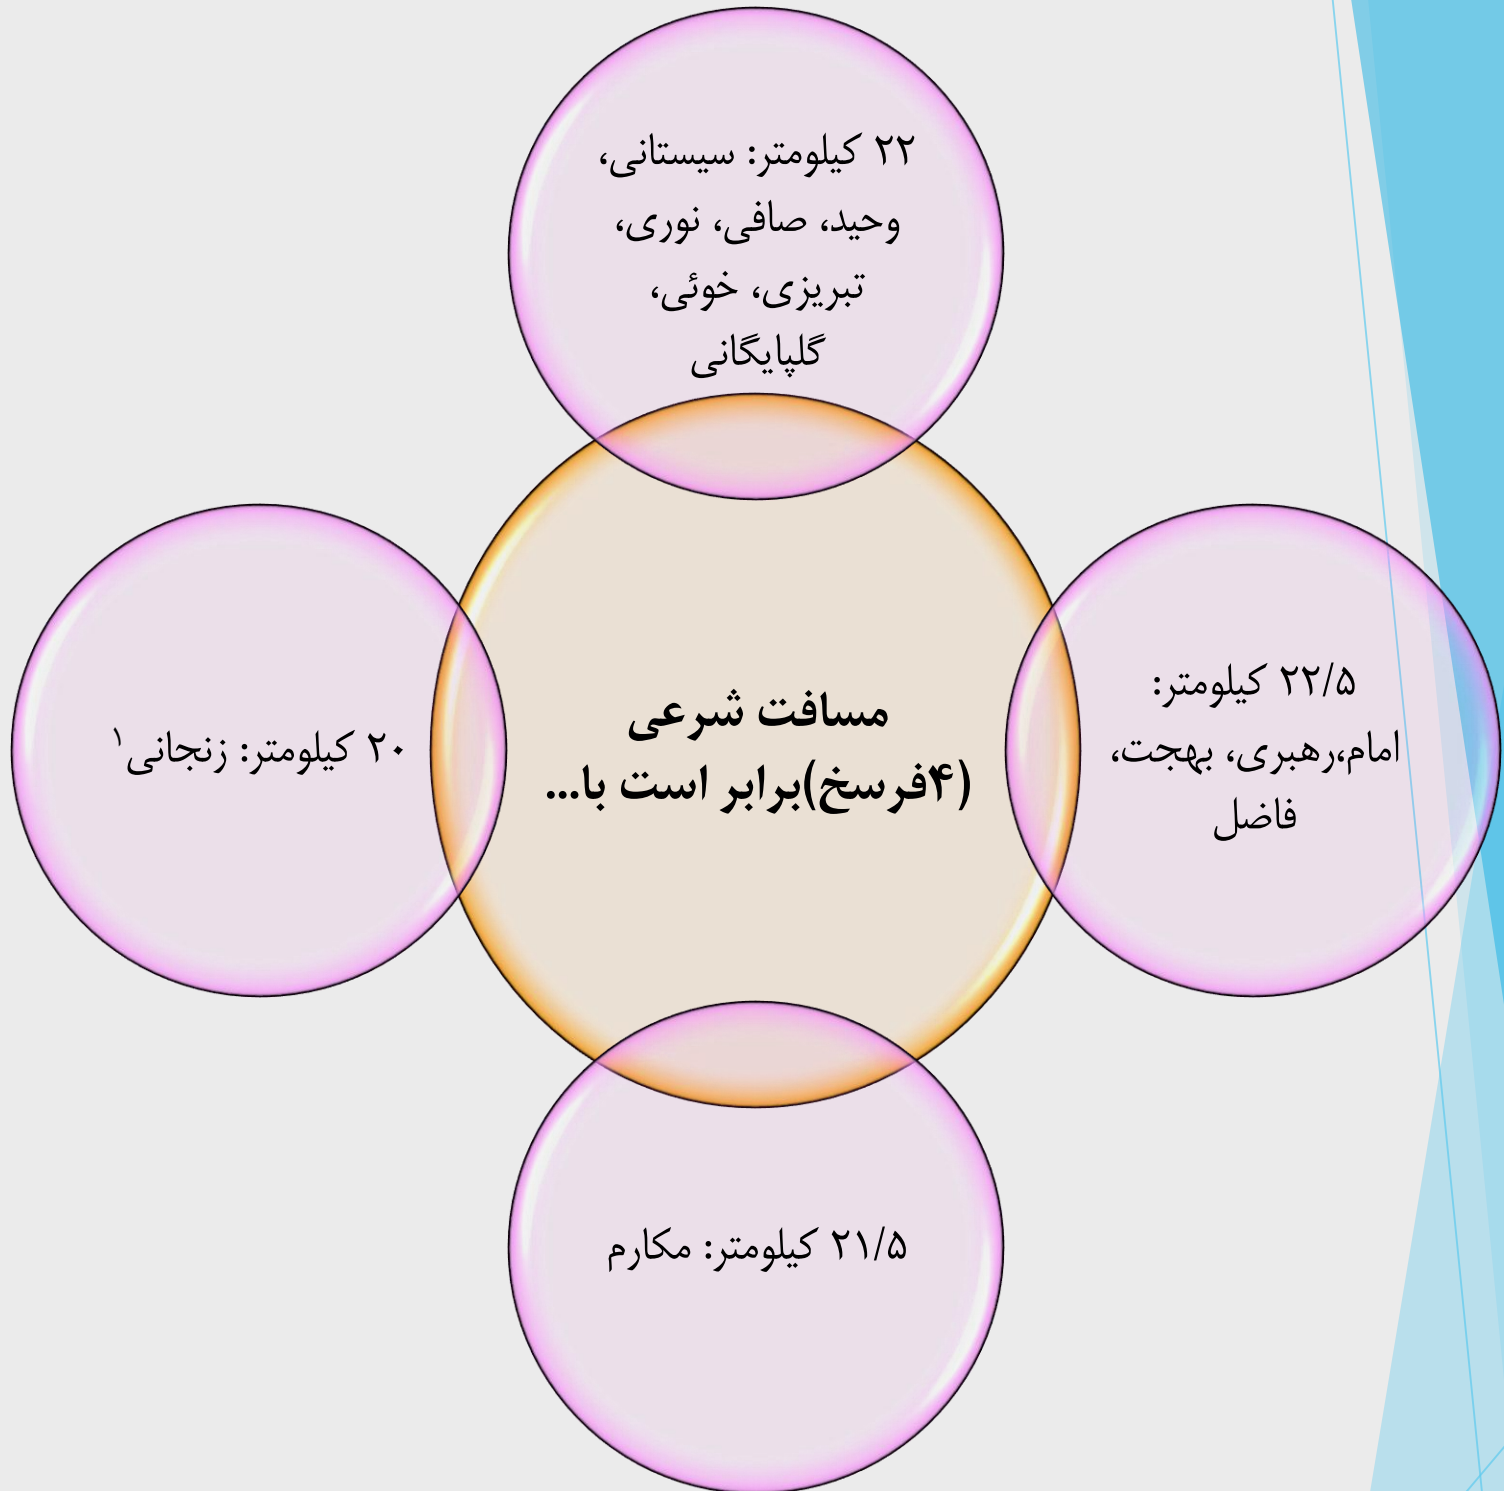 ۲۲ کیلومتر: سیستانی،
وحید، صافی، نوری،
تبریزی، خوئی،
گلپایگانی
۲۲/۵ کیلومتر:
امام،رهبری، بهجت،
فاضل
مسافت شرعی
(۴فرسخ)برابر است با...
۲۰ کیلومتر: زنجانی۱
۲۱/۵ کیلومتر: مکارم